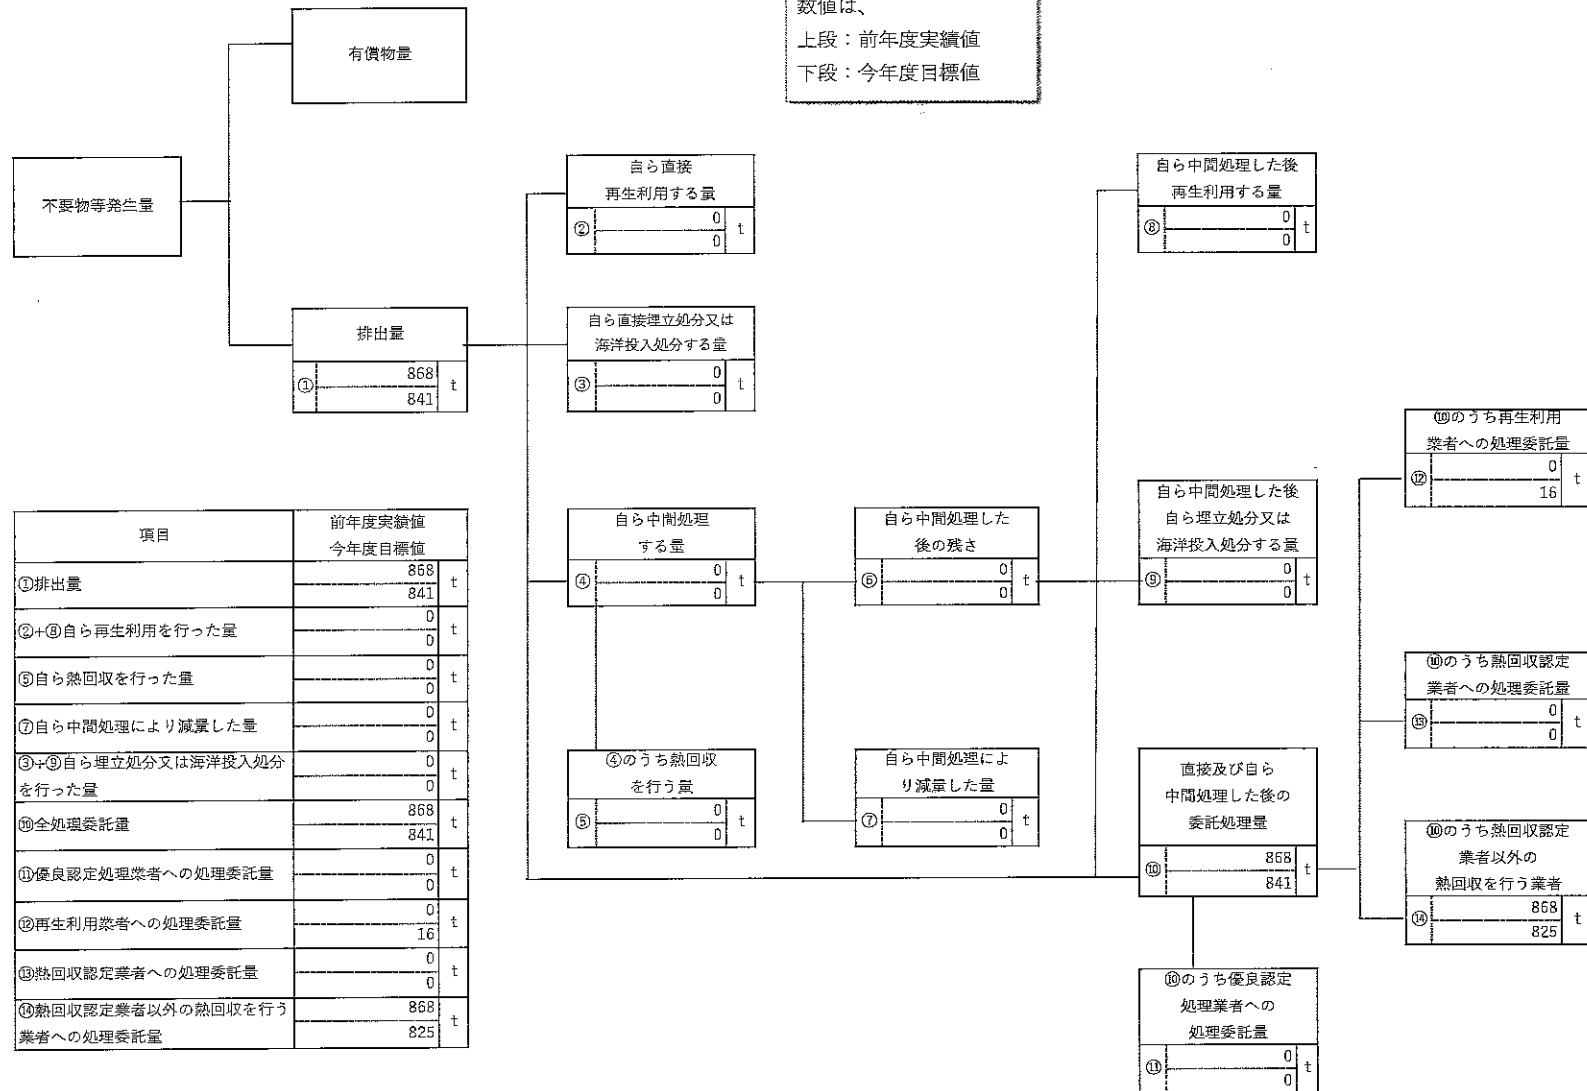 数値は、
上段：前年度実績値
下段：今年度目標値
有償物量
不要物等発生量
排出量
① 868 t
841
自ら直接
再生利用する量
② 0 t
0
自ら直接埋立処分又は
海洋投入処分する量
③ 0 t
0
自ら中間処理
する量
④ 0 t
0
④のうち熱回収
を行う量
⑤ 0 t
0
自ら中間処理した
後の残さ
⑥ 0 t
0
自ら中間処理によ
り減量した量
⑦ 0 t
0
自ら中間処理した後
再生利用する量
⑧ 0 t
0
自ら中間処理した後
自ら埋立処分又は
海洋投入処分する量
⑨ 0 t
0
直接及び自ら
中間処理した後の
委託処理量
⑩ 868 t
841
⑩のうち優良認定
処理業者への
処理委託量
⑪ 0 t
0
⑩のうち再生利用
業者への処理委託量
⑫ 0 t
16
⑩のうち熱回収認定
業者への処理委託量
⑬ 0 t
0
⑩のうち熱回収認定
業者以外の
熱回収を行う業者
⑭ 868 t
825
項目
前年度実績値
今年度目標値
①排出量 868 t
841
②+⑧自ら再生利用を行った量 0 t
0
⑤自ら熱回収を行った量 0 t
0
⑦自ら中間処理により減量した量 0 t
0
③+⑨自ら埋立処分又は海洋投入処分
を行った量 0 t
0
⑩全処理委託量 868 t
841
⑪優良認定処理業者への処理委託量 0 t
0
⑫再生利用業者への処理委託量 0 t
16
⑬熱回収認定業者への処理委託量 0 t
0
⑭熱回収認定業者以外の熱回収を行う
業者への処理委託量 868 t
825